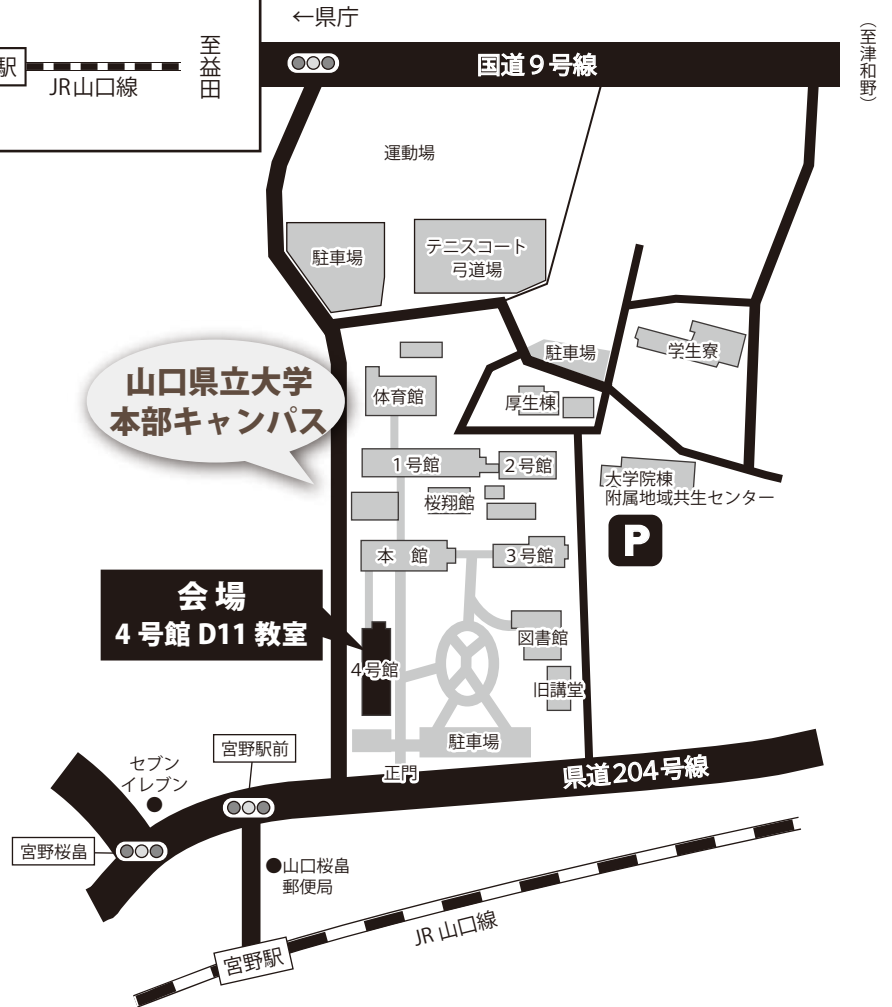 ←県庁
至益田
駅
JR山口線
国道9号線
(至津和野)
運動場
駐車場
テニスコート
弓道場
駐車場
学生寮
山口県立大学
本部キャンパス
体育館
厚生棟
1号館
2号館
大学院棟
附属地域共生センター
桜翔館
P
本 館
3号館
会場
4号館 D11 教室
図書館
4号館
旧講堂
駐車場
宮野駅前
セブン
イレブン
正門
県道204号線
宮野桜畠
山口桜畠
郵便局
JR 山口線
宮野駅